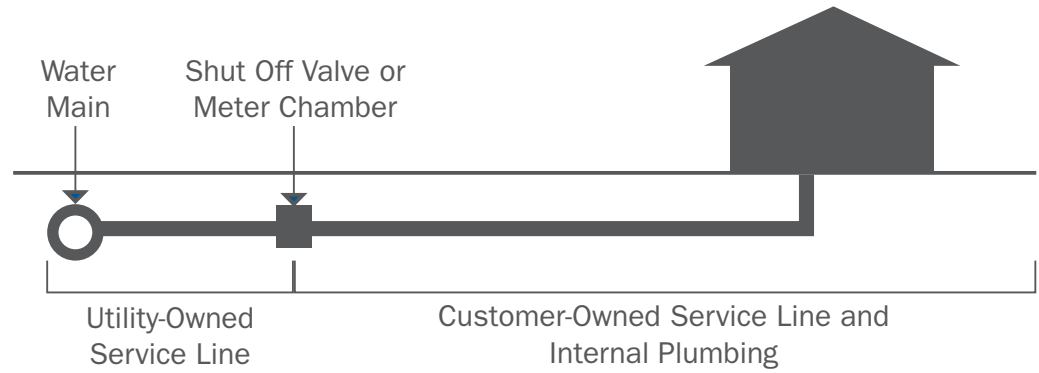 Water
Main
Shut Off Valve or
Meter Chamber
Utility-Owned
Service Line
Customer-Owned Service Line and
Internal Plumbing